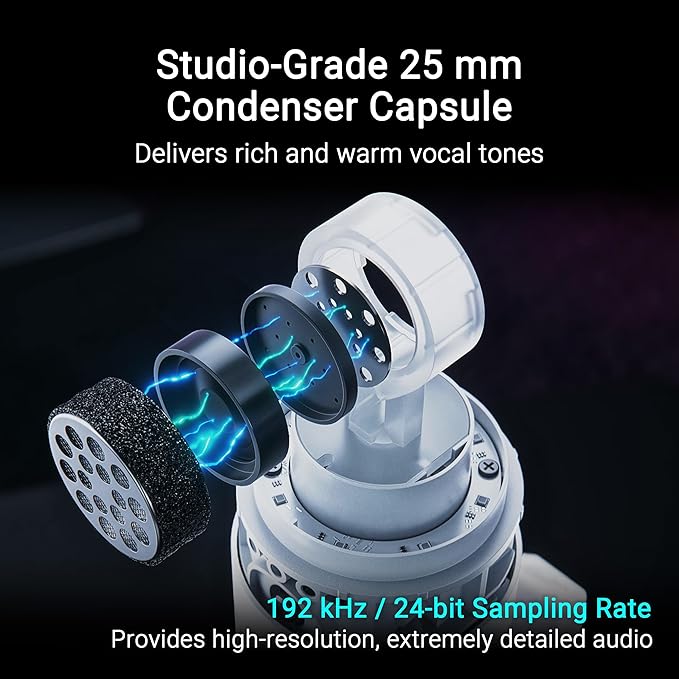 Studio-Grade 25 mm
Condenser Capsule
Delivers rich and warm vocal tones
192 kHz / 24-bit Sampling Rate
Provides high-resolution, extremely detailed audio